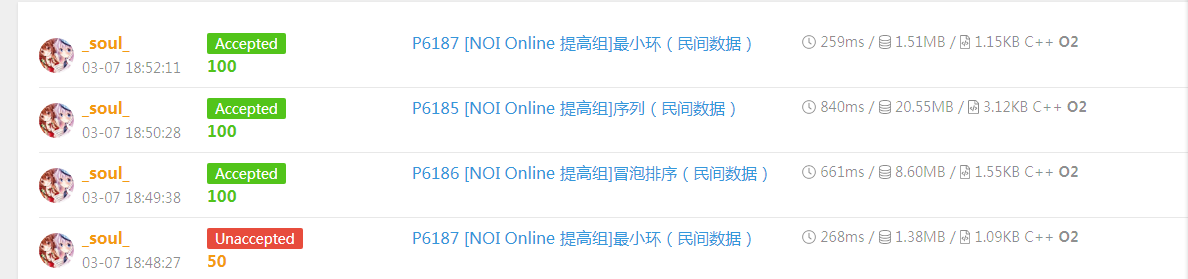 _soul_ Accepted P6187 [NOI Online 提高组]最小环（民间数据） 259ms / 1.51MB / 1.15KB C++ O2
03-07 18:52:11 100
_soul_ Accepted P6185 [NOI Online 提高组]序列（民间数据） 840ms / 20.55MB / 3.12KB C++ O2
03-07 18:50:28 100
_soul_ Accepted P6186 [NOI Online 提高组]冒泡排序（民间数据） 661ms / 8.60MB / 1.55KB C++ O2
03-07 18:49:38 100
_soul_ Unaccepted P6187 [NOI Online 提高组]最小环（民间数据） 268ms / 1.38MB / 1.09KB C++ O2
03-07 18:48:27 50